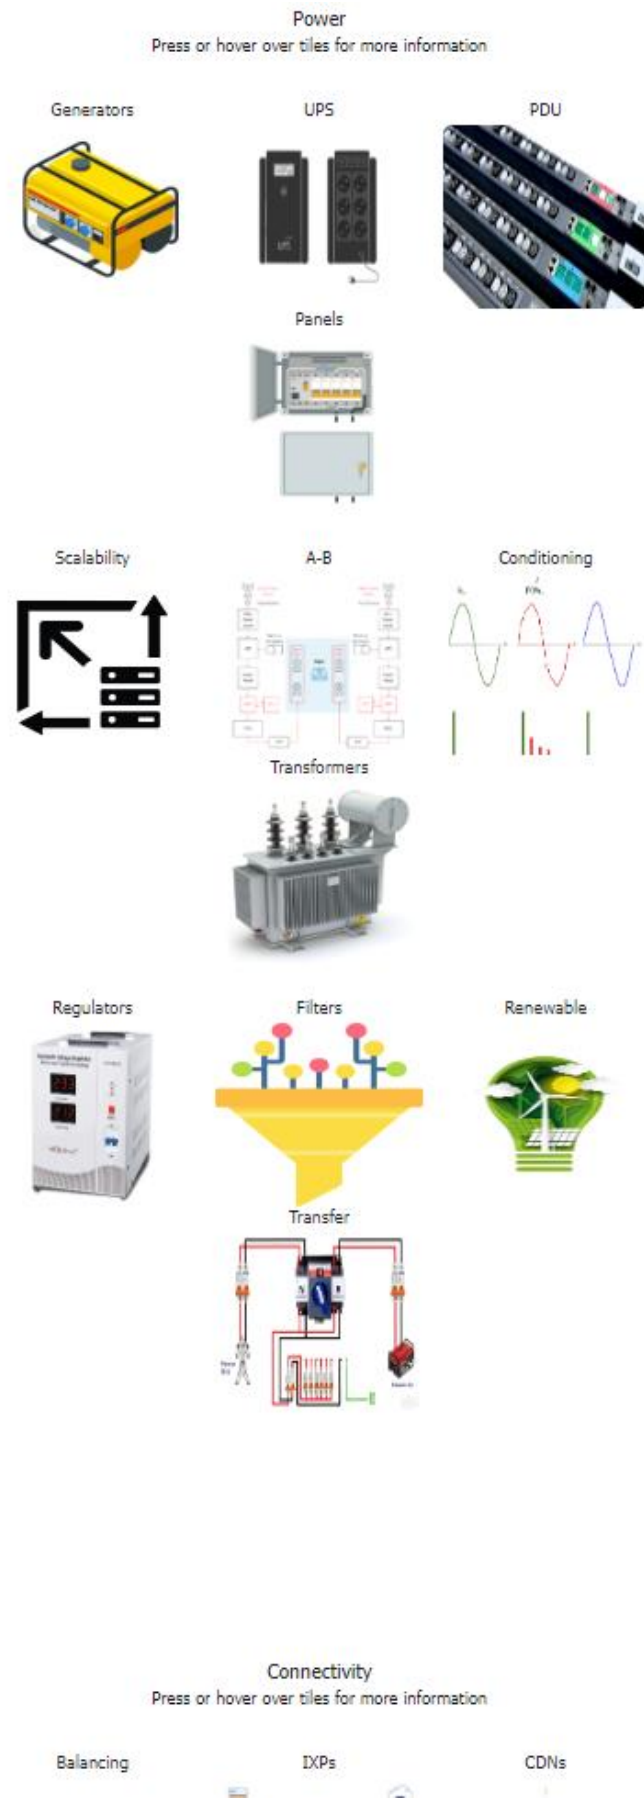 Power
Press or hover over tiles for more information
Generators
UPS
PDU
Panels
Scalability
A-B
Conditioning
Transformers
Regulators
Filters
Renewable
Transfer
Connectivity
Press or hover over tiles for more information
Balancing
IXPs
CDNs